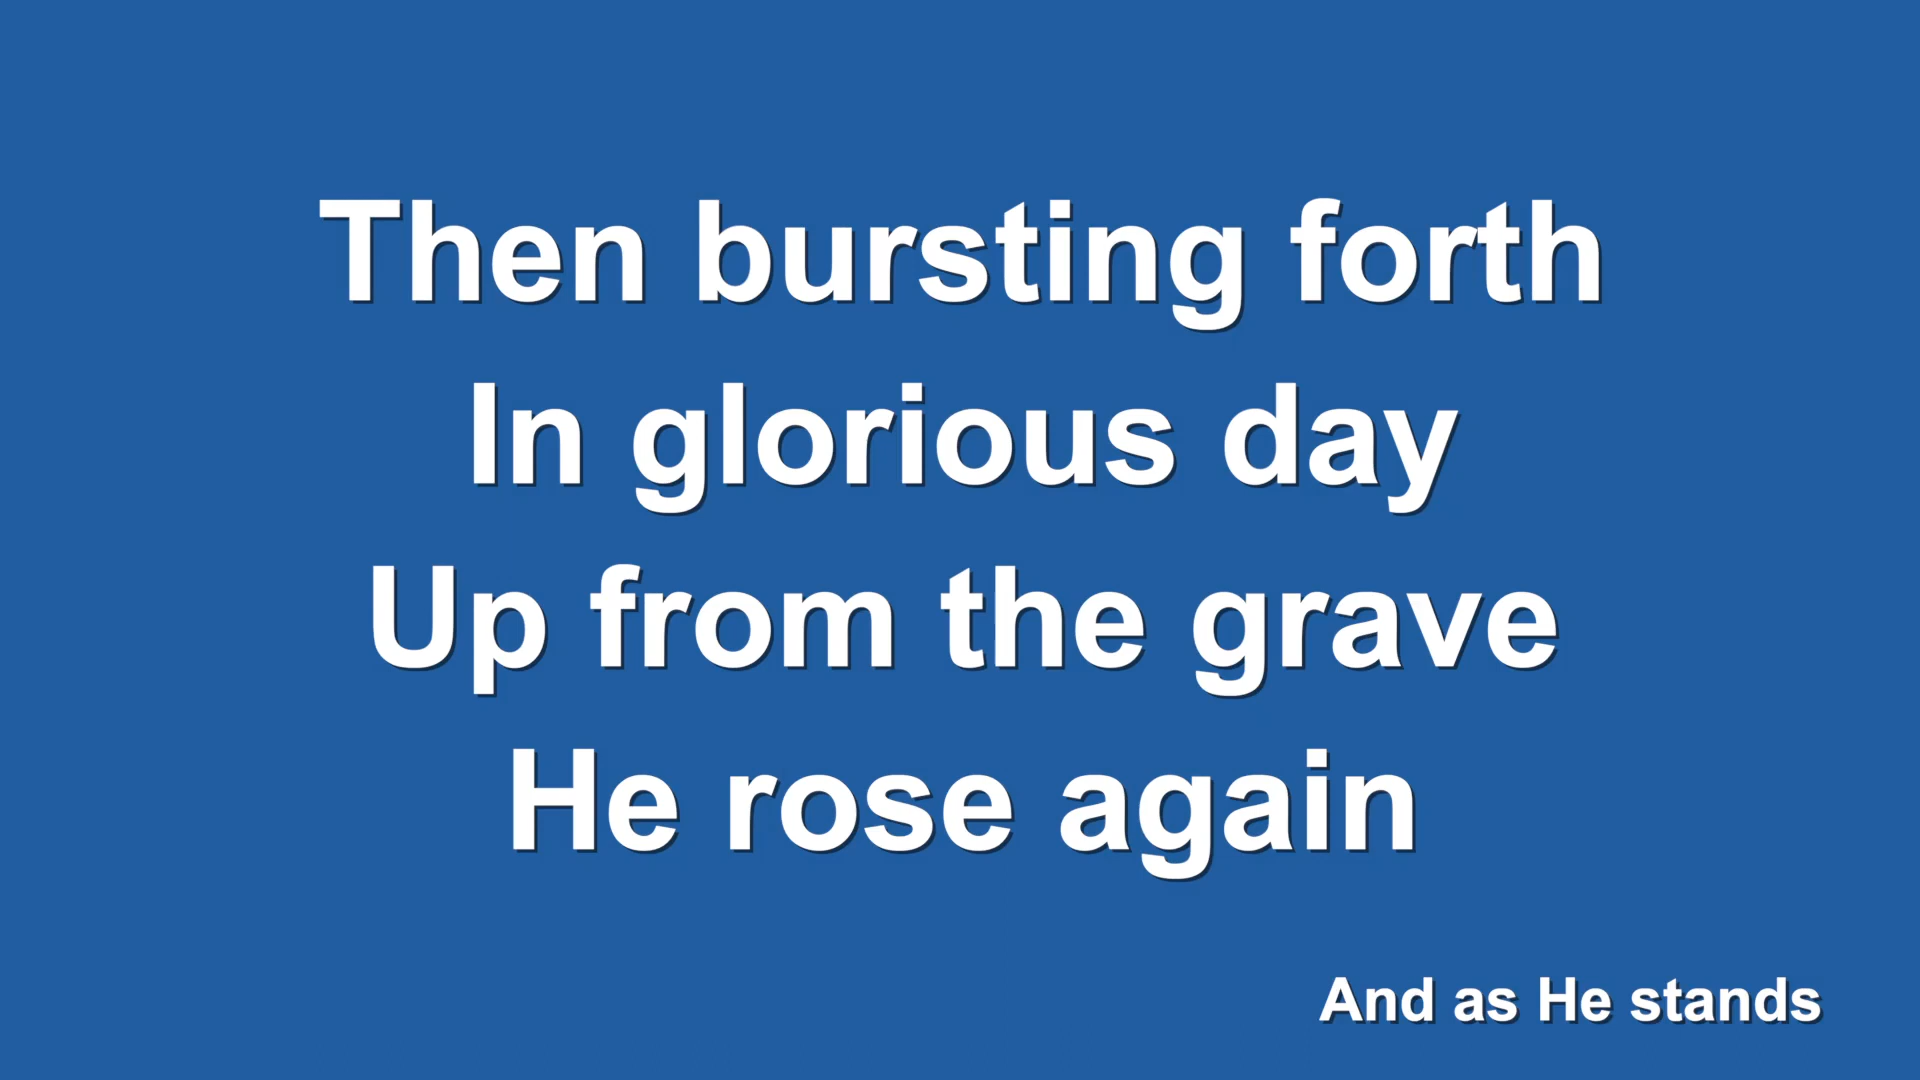 Then bursting forth
In glorious day
Up from the grave
He rose again
And as He stands